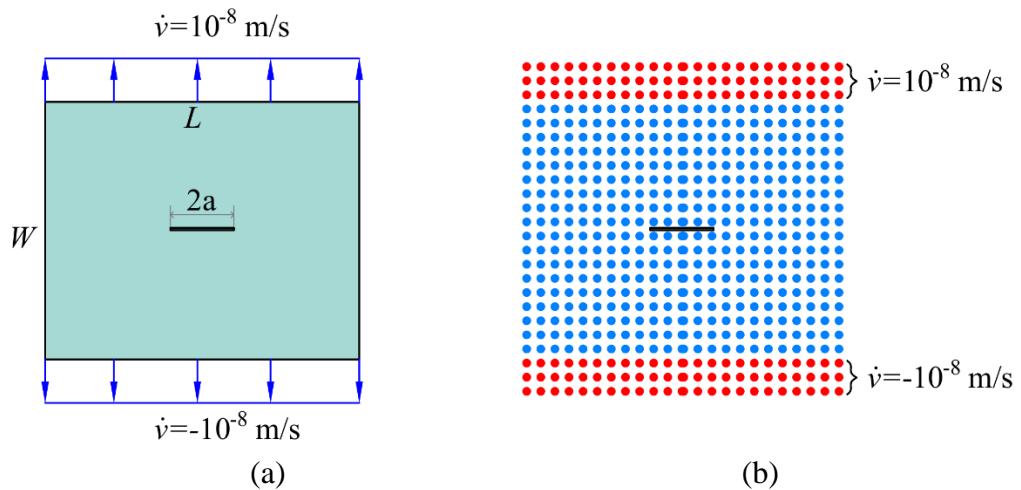 v̇=10⁻⁸ m/s
L
2a
W
v̇=-10⁻⁸ m/s
(a)
v̇=10⁻⁸ m/s
v̇=-10⁻⁸ m/s
(b)